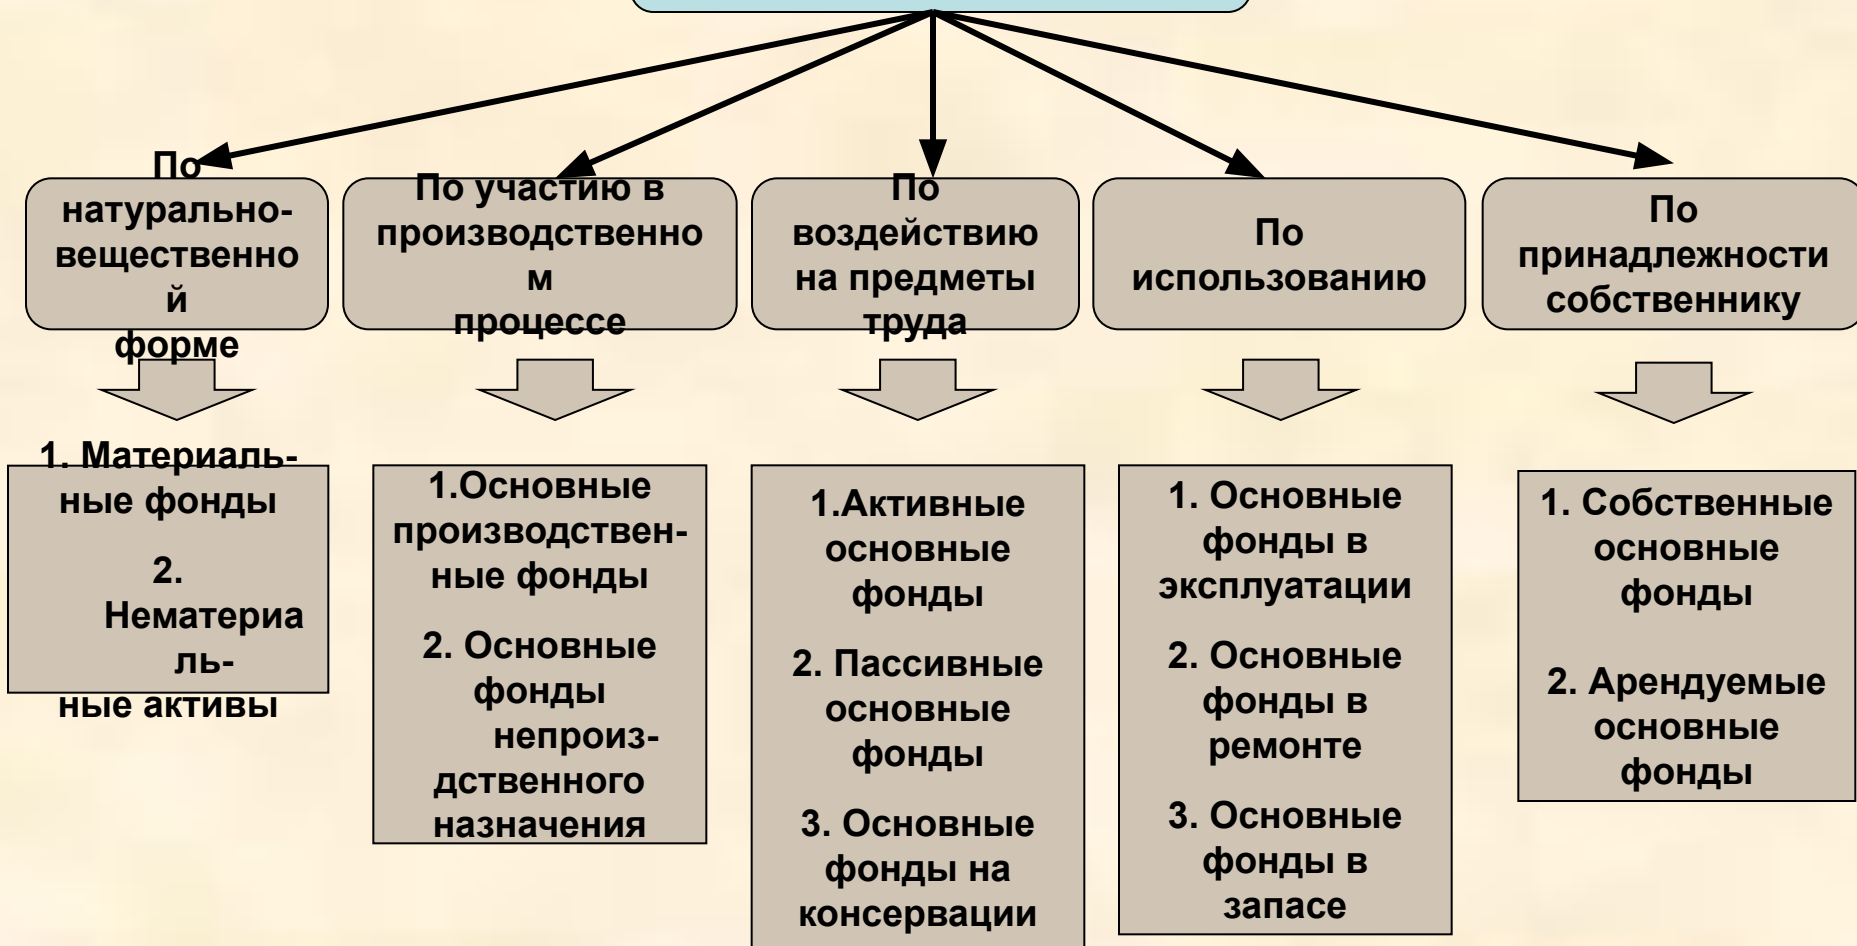 По
натурально-
вещественно
й
форме
По участию в
производственно
м
процессе
По
воздействию
на предметы
труда
По
использованию
По
принадлежности
собственнику
1. Материаль-
ные фонды
2.
Нематериа
ль-
ные активы
1.Основные
производствен-
ные фонды
2. Основные
фонды
непроиз-
дственного
назначения
1.Активные
основные
фонды
2. Пассивные
основные
фонды
3. Основные
фонды на
консервации
1. Основные
фонды в
эксплуатации
2. Основные
фонды в
ремонте
3. Основные
фонды в
запасе
1. Собственные
основные
фонды
2. Арендуемые
основные
фонды